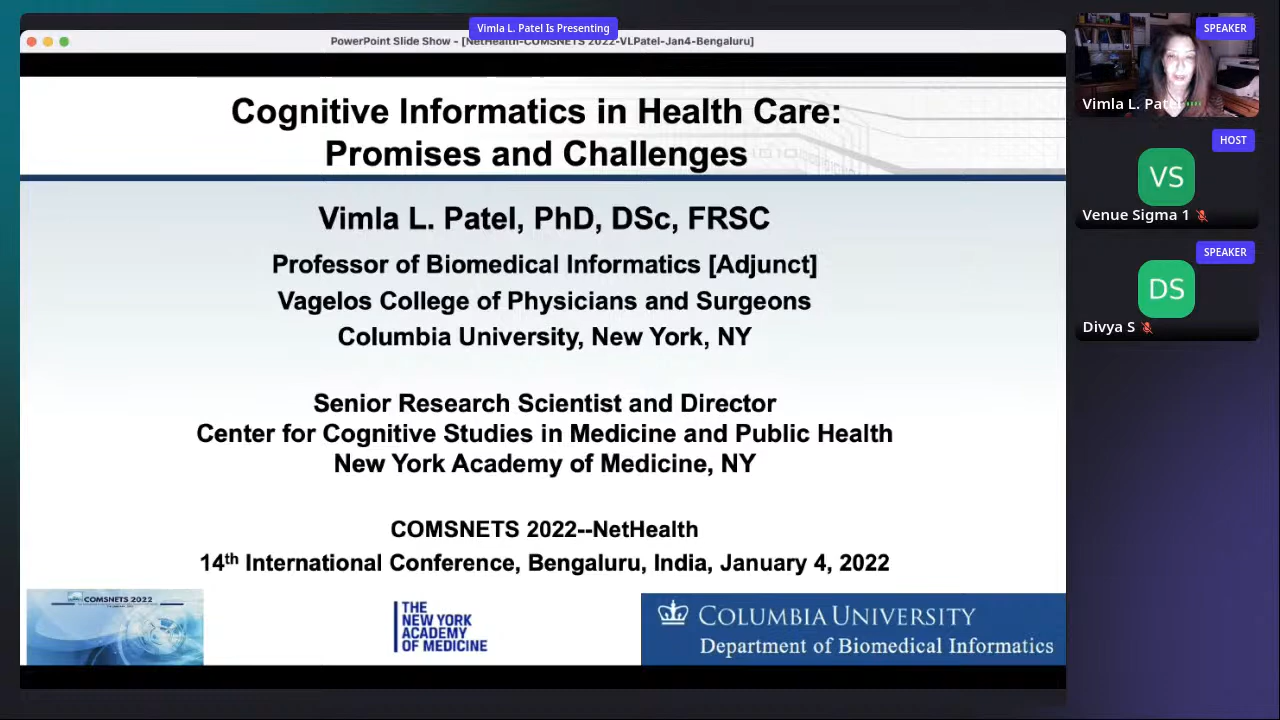 Vimla L. Patel Is Presenting
PowerPoint Slide Show - [NetHealth-COMSNETS 2022-VLPatel-Jan4-Bengaluru]
Cognitive Informatics in Health Care:
Promises and Challenges
Vimla L. Patel, PhD, DSc, FRSC
Professor of Biomedical Informatics [Adjunct]
Vagelos College of Physicians and Surgeons
Columbia University, New York, NY
Senior Research Scientist and Director
Center for Cognitive Studies in Medicine and Public Health
New York Academy of Medicine, NY
COMSNETS 2022--NetHealth
14th International Conference, Bengaluru, India, January 4, 2022
COMSNETS 2022
THE
NEW YORK
ACADEMY
OF MEDICINE
COLUMBIA UNIVERSITY
Department of Biomedical Informatics
SPEAKER
Vimla L. Patel
HOST
VS
Venue Sigma 1
SPEAKER
DS
Divya S